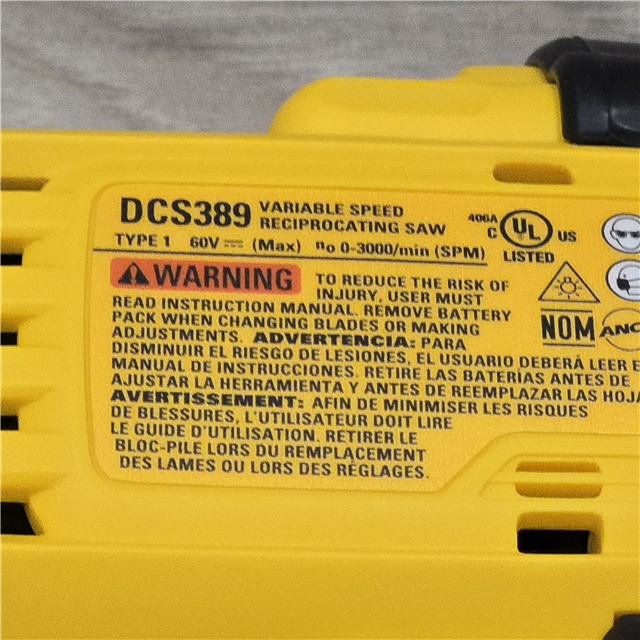 DCS389 VARIABLE SPEED
RECIPROCATING SAW
TYPE 1 60V (Max) no 0-3000/min (SPM)
406A
C UL US
LISTED
WARNING TO REDUCE THE RISK OF
INJURY, USER MUST
READ INSTRUCTION MANUAL. REMOVE BATTERY
PACK WHEN CHANGING BLADES OR MAKING
ADJUSTMENTS. ADVERTENCIA: PARA
DISMINUIR EL RIESGO DE LESIONES, EL USUARIO DEBERÁ LEER E
MANUAL DE INSTRUCCIONES. RETIRE LAS BATERÍAS ANTES DE
AJUSTAR LA HERRAMIENTA Y ANTES DE REEMPLAZAR LAS HOJA
AVERTISSEMENT: AFIN DE MINIMISER LES RISQUES
DE BLESSURES, L'UTILISATEUR DOIT LIRE
LE GUIDE D'UTILISATION. RETIRER LE
BLOC-PILE LORS DU REMPLACEMENT
DES LAMES OU LORS DES RÉGLAGES.
NOM ANC